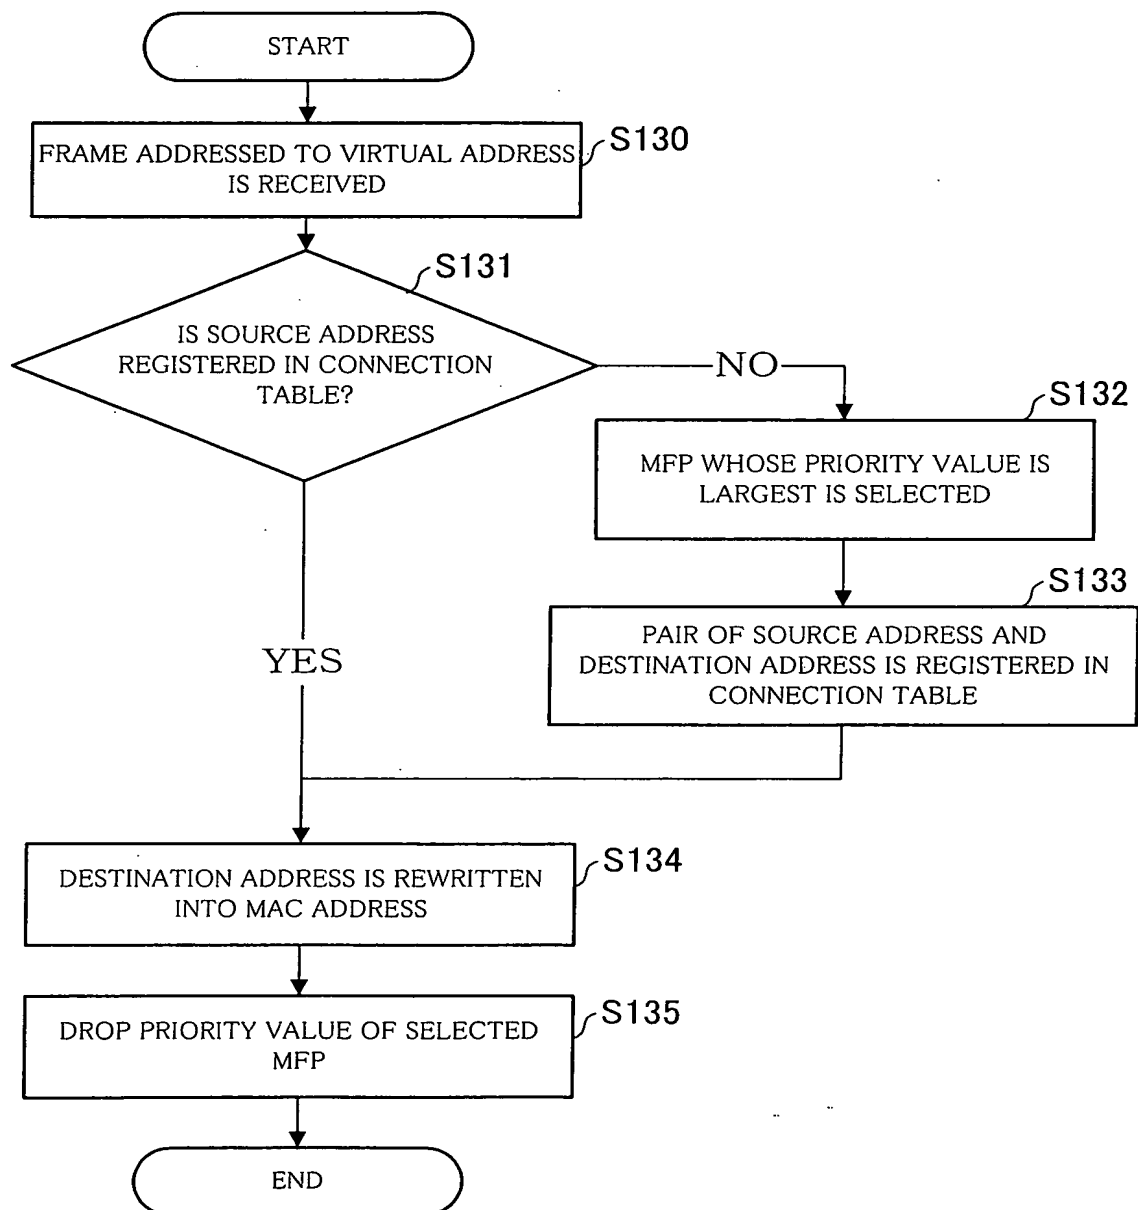 START
FRAME ADDRESSED TO VIRTUAL ADDRESS
IS RECEIVED
S130
S131
IS SOURCE ADDRESS
REGISTERED IN CONNECTION
TABLE?
NO
S132
MFP WHOSE PRIORITY VALUE IS
LARGEST IS SELECTED
S133
PAIR OF SOURCE ADDRESS AND
DESTINATION ADDRESS IS REGISTERED IN
CONNECTION TABLE
YES
S134
DESTINATION ADDRESS IS REWRITTEN
INTO MAC ADDRESS
S135
DROP PRIORITY VALUE OF SELECTED
MFP
END